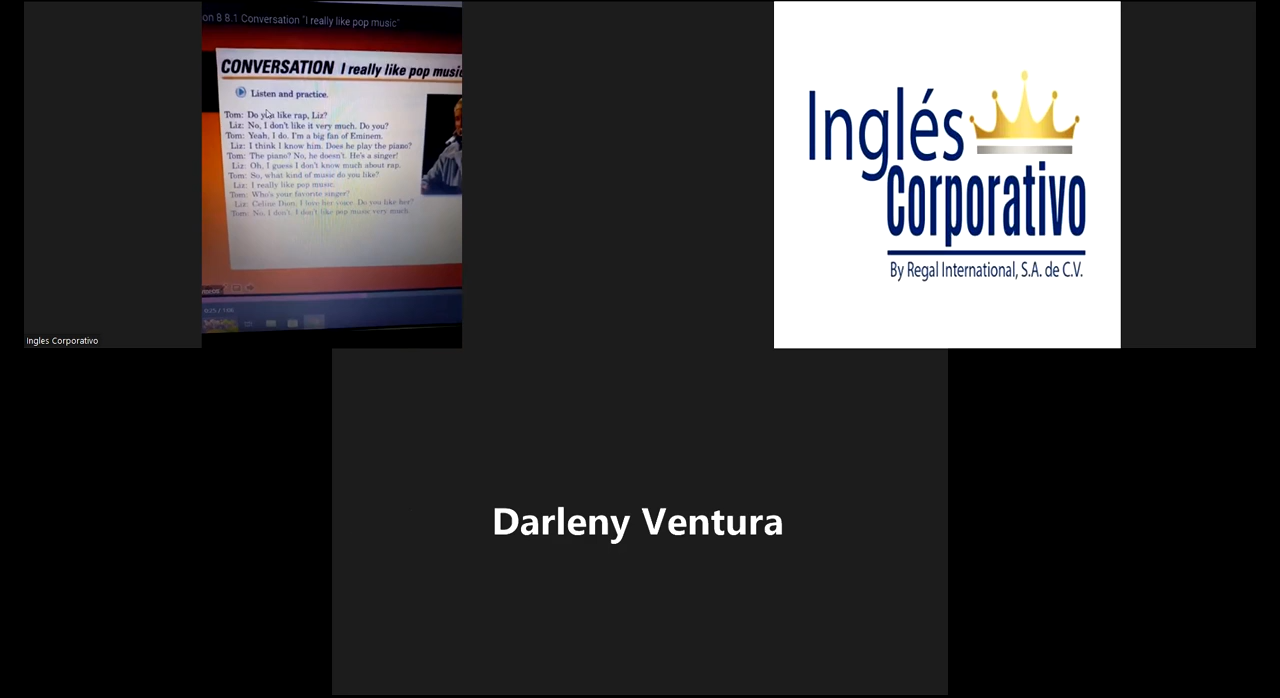 on 8 8.1 Conversation "I really like pop music"
CONVERSATION I really like pop music
Listen and practice.
Tom: Do you like rap, Liz?
Liz: No, I don't like it very much. Do you?
Tom: Yeah, I do. I'm a big fan of Eminem.
Liz: I think I know him. Does he play the piano?
Tom: The piano? No, he doesn't. He's a singer!
Liz: Oh, I guess I don't know much about rap.
Tom: So, what kind of music do you like?
Liz: I really like pop music.
Tom: Who's your favorite singer?
Liz: Celine Dion. I love her voice. Do you like her?
Tom: No, I don't. I don't like pop music very much.
0:25 / 1:06
Ingles Corporativo
Inglés
Corporativo
By Regal International, S.A. de C.V.
Darleny Ventura